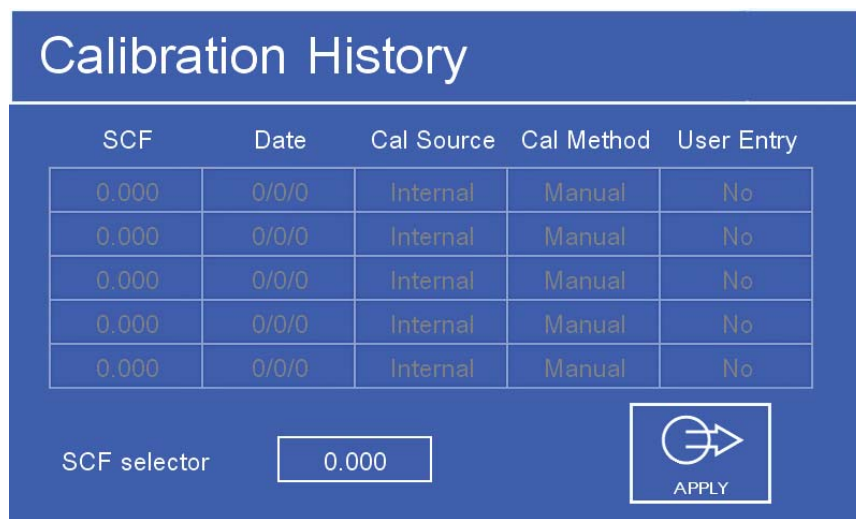 Calibration History
SCF Date Cal Source Cal Method User Entry
0.000 0/0/0 Internal Manual No
0.000 0/0/0 Internal Manual No
0.000 0/0/0 Internal Manual No
0.000 0/0/0 Internal Manual No
0.000 0/0/0 Internal Manual No
SCF selector 0.000
APPLY